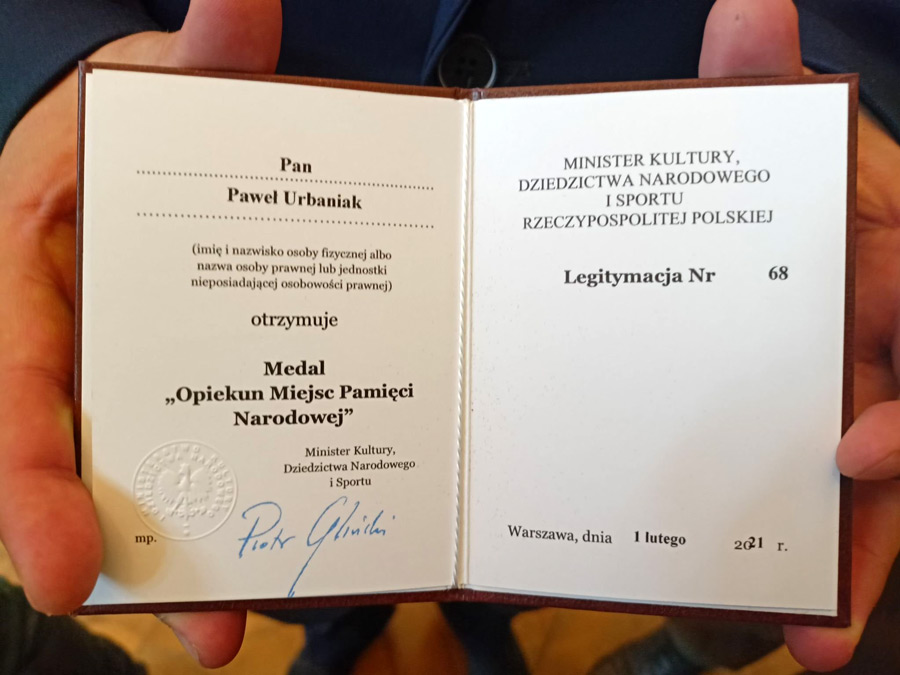 Pan
Paweł Urbaniak
(imię i nazwisko osoby fizycznej albo
nazwa osoby prawnej lub jednostki
nieposiadającej osobowości prawnej)
otrzymuje
Medal
„Opiekun Miejsc Pamięci
Narodowej”
Minister Kultury,
Dziedzictwa Narodowego
i Sportu
Piotr Gliński
mp.
MINISTER KULTURY,
DZIEDZICTWA NARODOWEGO
I SPORTU
RZECZYPOSPOLITEJ POLSKIEJ
Legitymacja Nr 68
Warszawa, dnia 1 lutego 2021 r.